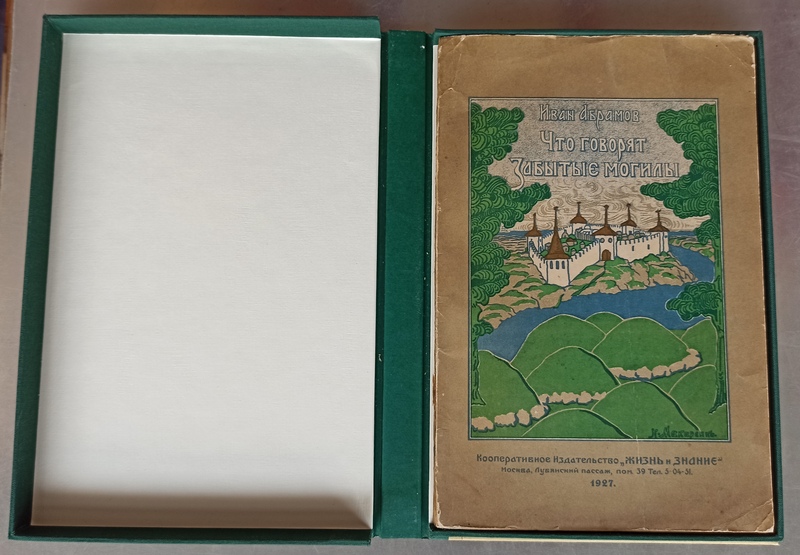 Иван Абрамов
Что говорят
Забытые могилы
Кооперативное Издательство „Жизнь и Знание“
Москва, Лубянский пассаж, пом. 39 Тел. 3-04-31.
1927.